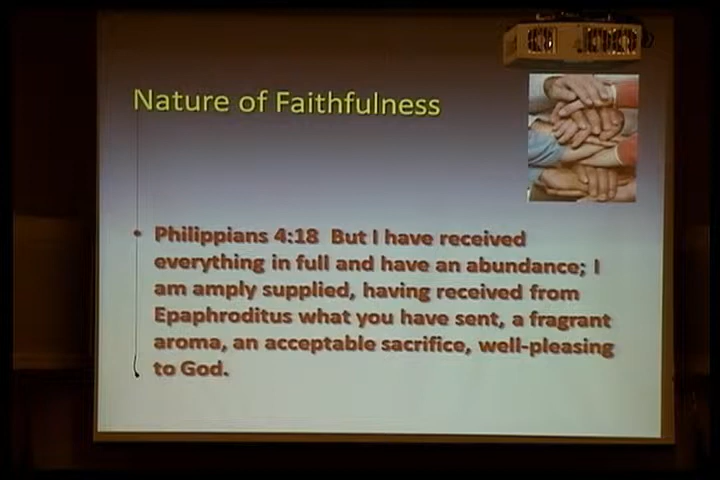 Nature of Faithfulness
• Philippians 4:18 But I have received
everything in full and have an abundance; I
am amply supplied, having received from
Epaphroditus what you have sent, a fragrant
aroma, an acceptable sacrifice, well-pleasing
to God.